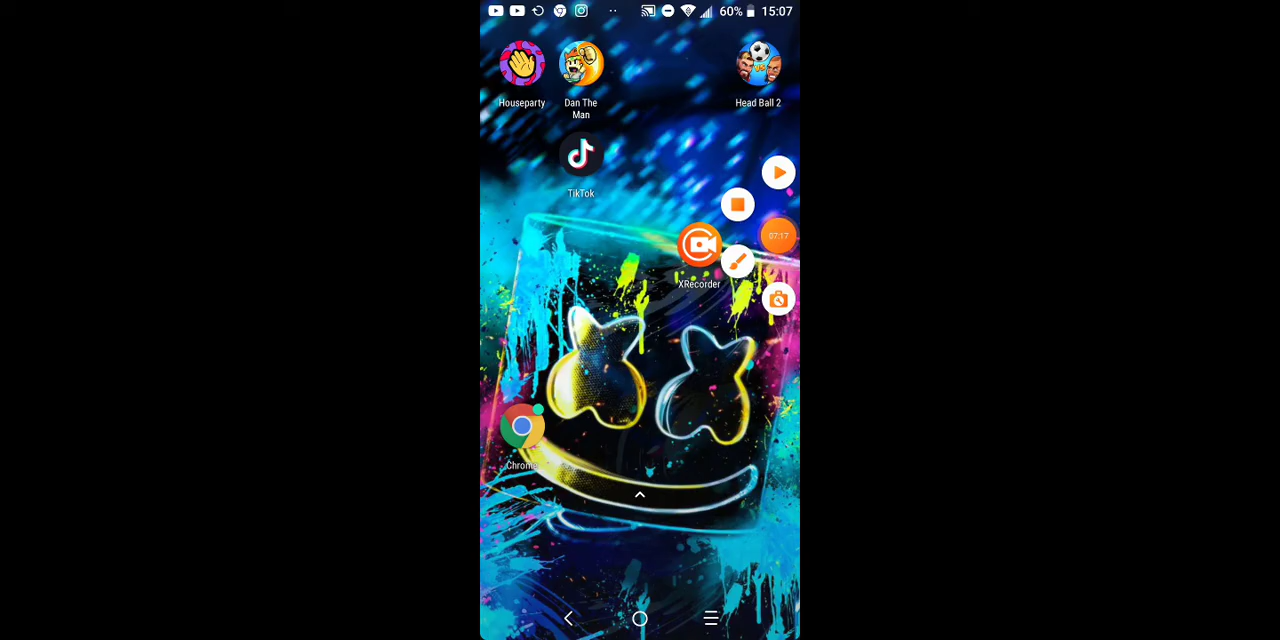 60% 15:07
Houseparty
Dan The
Man
Head Ball 2
TikTok
07:17
XRecorder
Chrome